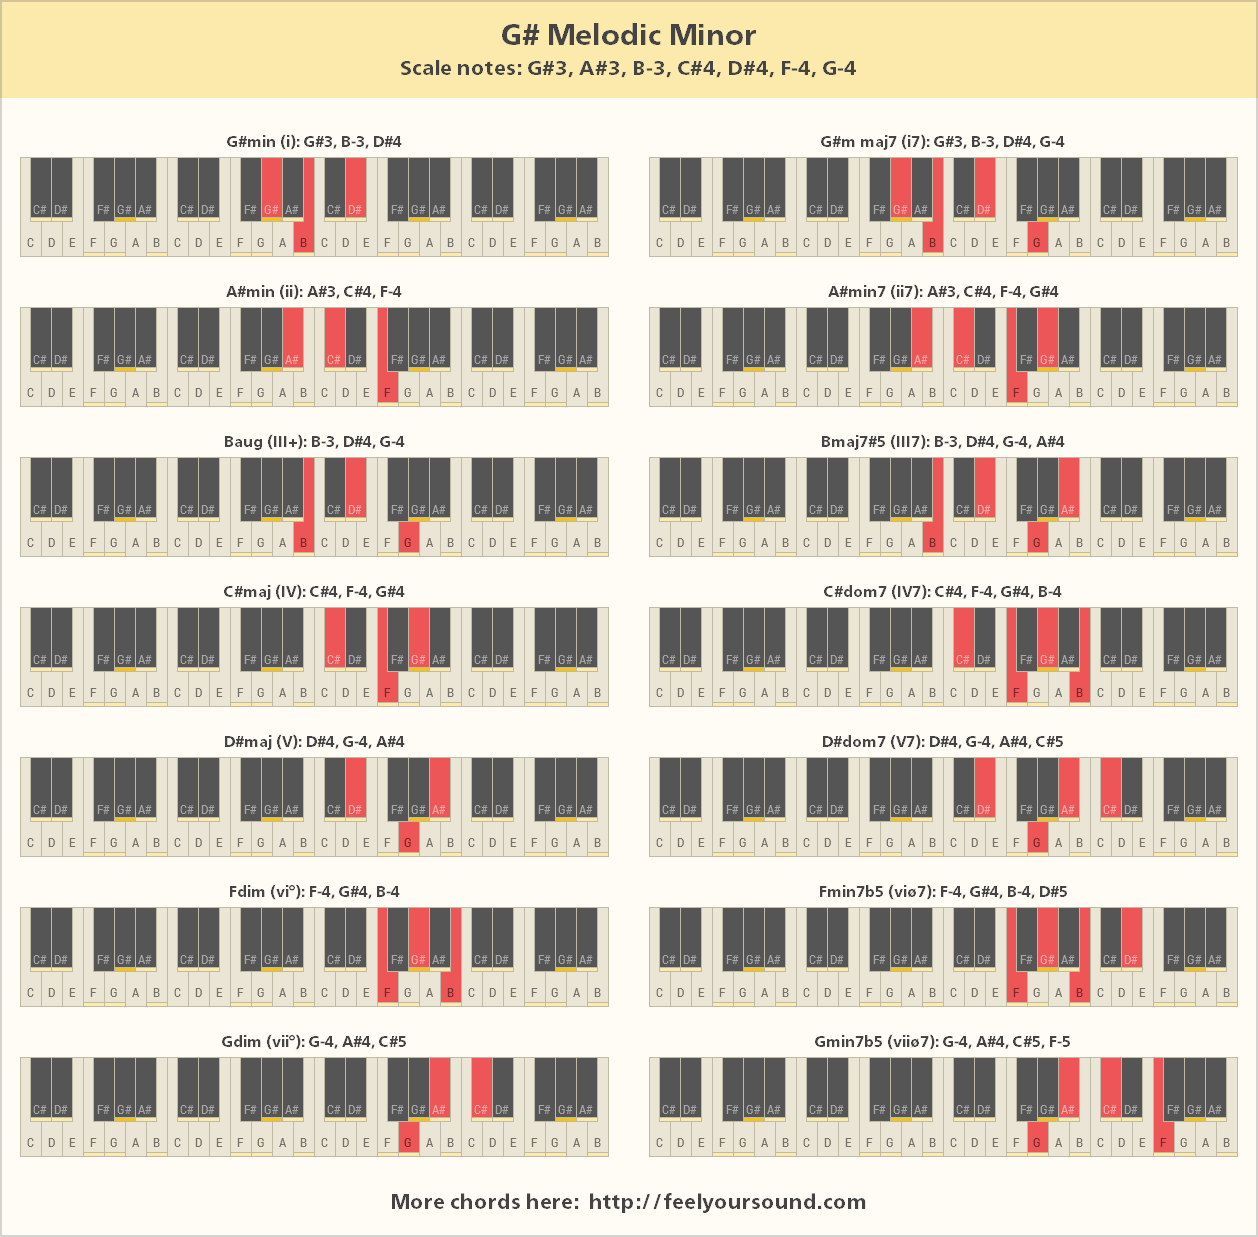 G# Melodic Minor
Scale notes: G#3, A#3, B-3, C#4, D#4, F-4, G-4
G#min (i): G#3, B-3, D#4
C# D# F# G# A# C# D# F# G# A# C# D# F# G# A# C# D# F# G# A#
C D E F G A B C D E F G A B C D E F G A B C D E F G A B
G#m maj7 (i7): G#3, B-3, D#4, G-4
C# D# F# G# A# C# D# F# G# A# C# D# F# G# A# C# D# F# G# A#
C D E F G A B C D E F G A B C D E F G A B C D E F G A B
A#min (ii): A#3, C#4, F-4
C# D# F# G# A# C# D# F# G# A# C# D# F# G# A# C# D# F# G# A#
C D E F G A B C D E F G A B C D E F G A B C D E F G A B
A#min7 (ii7): A#3, C#4, F-4, G#4
C# D# F# G# A# C# D# F# G# A# C# D# F# G# A# C# D# F# G# A#
C D E F G A B C D E F G A B C D E F G A B C D E F G A B
Baug (III+): B-3, D#4, G-4
C# D# F# G# A# C# D# F# G# A# C# D# F# G# A# C# D# F# G# A#
C D E F G A B C D E F G A B C D E F G A B C D E F G A B
Bmaj7#5 (III7): B-3, D#4, G-4, A#4
C# D# F# G# A# C# D# F# G# A# C# D# F# G# A# C# D# F# G# A#
C D E F G A B C D E F G A B C D E F G A B C D E F G A B
C#maj (IV): C#4, F-4, G#4
C# D# F# G# A# C# D# F# G# A# C# D# F# G# A# C# D# F# G# A#
C D E F G A B C D E F G A B C D E F G A B C D E F G A B
C#dom7 (IV7): C#4, F-4, G#4, B-4
C# D# F# G# A# C# D# F# G# A# C# D# F# G# A# C# D# F# G# A#
C D E F G A B C D E F G A B C D E F G A B C D E F G A B
D#maj (V): D#4, G-4, A#4
C# D# F# G# A# C# D# F# G# A# C# D# F# G# A# C# D# F# G# A#
C D E F G A B C D E F G A B C D E F G A B C D E F G A B
D#dom7 (V7): D#4, G-4, A#4, C#5
C# D# F# G# A# C# D# F# G# A# C# D# F# G# A# C# D# F# G# A#
C D E F G A B C D E F G A B C D E F G A B C D E F G A B
Fdim (vi°): F-4, G#4, B-4
C# D# F# G# A# C# D# F# G# A# C# D# F# G# A# C# D# F# G# A#
C D E F G A B C D E F G A B C D E F G A B C D E F G A B
Fmin7b5 (viø7): F-4, G#4, B-4, D#5
C# D# F# G# A# C# D# F# G# A# C# D# F# G# A# C# D# F# G# A#
C D E F G A B C D E F G A B C D E F G A B C D E F G A B
Gdim (vii°): G-4, A#4, C#5
C# D# F# G# A# C# D# F# G# A# C# D# F# G# A# C# D# F# G# A#
C D E F G A B C D E F G A B C D E F G A B C D E F G A B
Gmin7b5 (viiø7): G-4, A#4, C#5, F-5
C# D# F# G# A# C# D# F# G# A# C# D# F# G# A# C# D# F# G# A#
C D E F G A B C D E F G A B C D E F G A B C D E F G A B
More chords here: http://feelyoursound.com